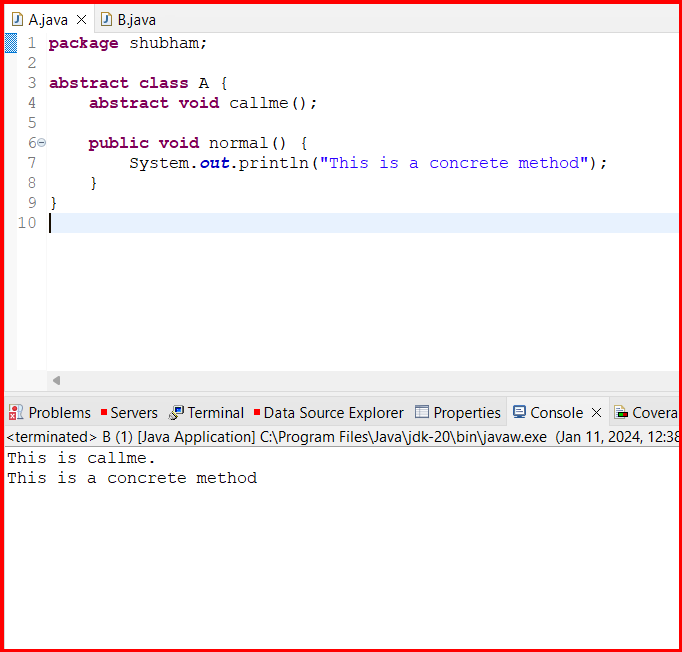 A.java B.java
1 package shubham;
2
3 abstract class A {
4     abstract void callme();
5
6     public void normal() {
7         System.out.println("This is a concrete method");
8     }
9 }
10
Problems Servers Terminal Data Source Explorer Properties Console Covera
<terminated> B (1) [Java Application] C:\Program Files\Java\jdk-20\bin\javaw.exe (Jan 11, 2024, 12:38
This is callme.
This is a concrete method